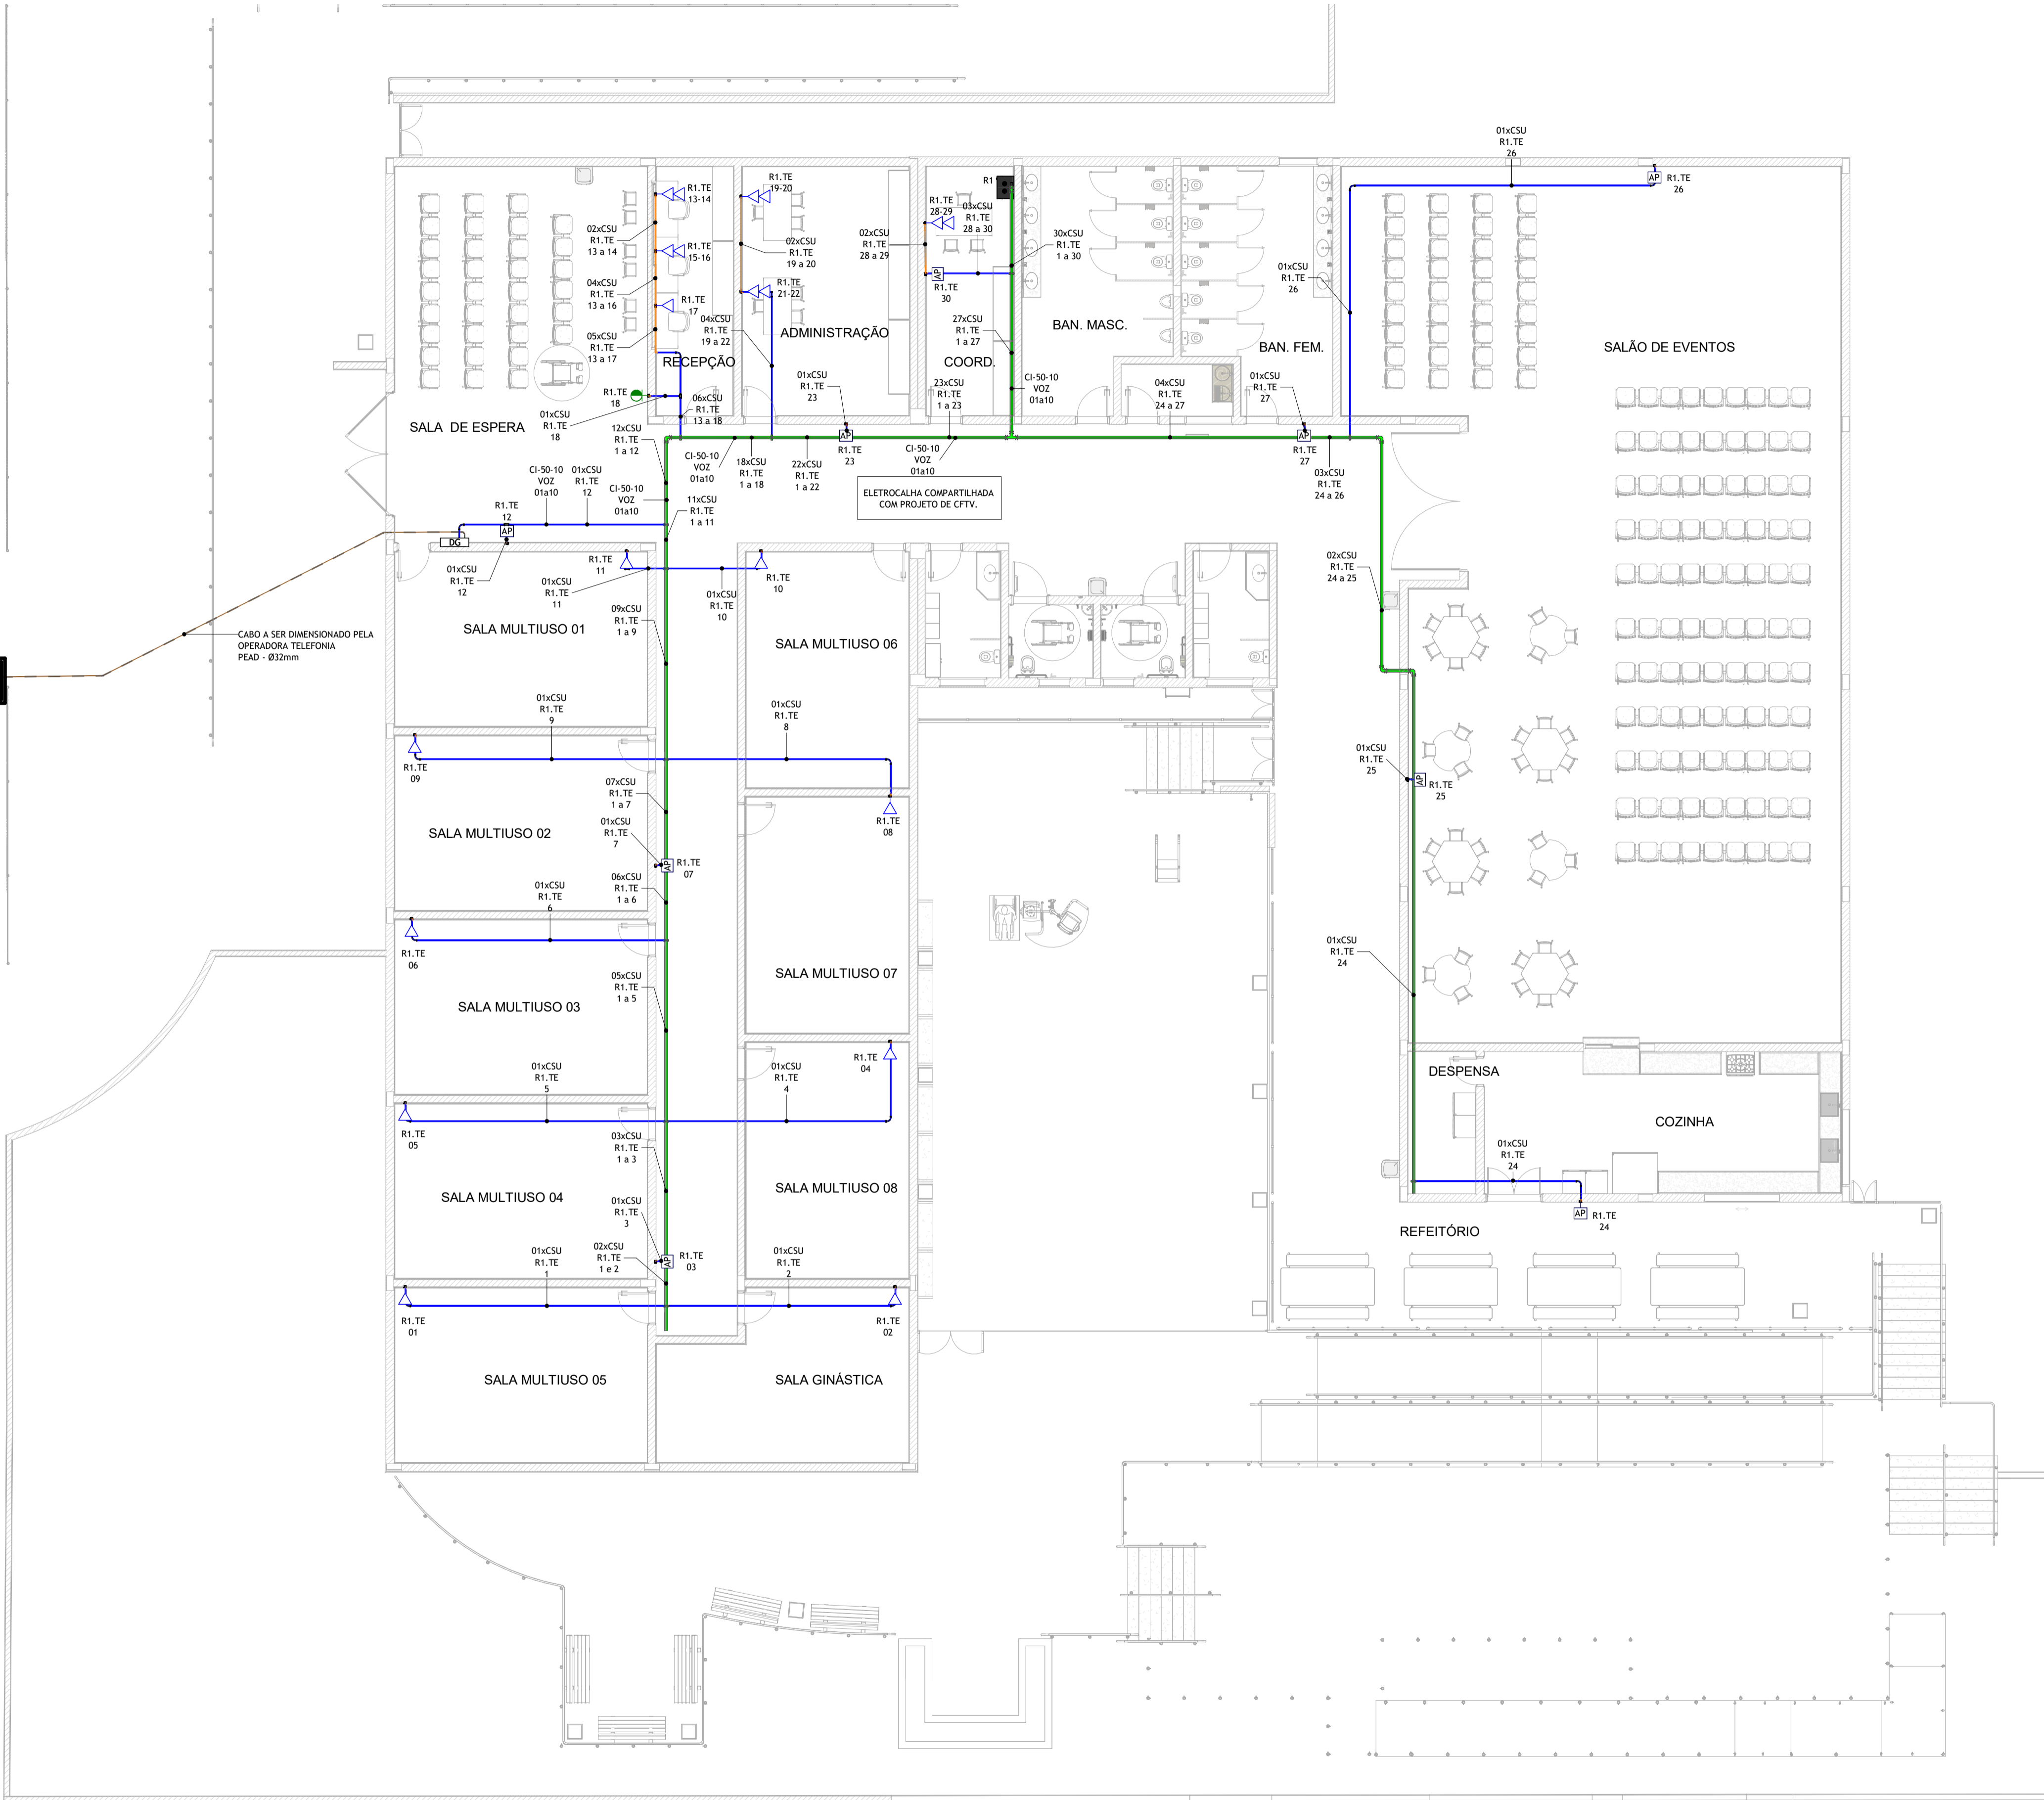 01xCSU
R1.TE
26
AP
R1.TE
26
R1.TE
13-14
R1.TE
19-20
R1
R1.TE
28-29
03xCSU
R1.TE
28 a 30
02xCSU
R1.TE
13 a 14
R1.TE
15-16
02xCSU
R1.TE
19 a 20
02xCSU
R1.TE
28 a 29
30xCSU
R1.TE
1 a 30
01xCSU
R1.TE
26
04xCSU
R1.TE
13 a 16
R1.TE
17
R1.TE
21-22
AP
R1.TE
30
05xCSU
R1.TE
13 a 17
04xCSU
R1.TE
19 a 22
27xCSU
R1.TE
1 a 27
RECEPÇÃO
ADMINISTRAÇÃO
COORD.
BAN. MASC.
BAN. FEM.
SALÃO DE EVENTOS
R1.TE
18
01xCSU
R1.TE
18
06xCSU
R1.TE
13 a 18
01xCSU
R1.TE
23
23xCSU
R1.TE
1 a 23
CI-50-10
VOZ
01a10
04xCSU
R1.TE
24 a 27
01xCSU
R1.TE
27
SALA DE ESPERA
12xCSU
R1.TE
1 a 12
CI-50-10
VOZ
01a10
18xCSU
R1.TE
1 a 18
22xCSU
R1.TE
1 a 22
AP
R1.TE
23
CI-50-10
VOZ
01a10
AP
R1.TE
27
03xCSU
R1.TE
24 a 26
ELETROCALHA COMPARTILHADA
COM PROJETO DE CFTV.
CI-50-10
VOZ
01a10
01xCSU
R1.TE
12
CI-50-10
VOZ
01a10
11xCSU
R1.TE
1 a 11
R1.TE
12
AP
DG
01xCSU
R1.TE
12
R1.TE
11
01xCSU
R1.TE
11
01xCSU
R1.TE
10
R1.TE
10
02xCSU
R1.TE
24 a 25
09xCSU
R1.TE
1 a 9
SALA MULTIUSO 01
SALA MULTIUSO 06
CABO A SER DIMENSIONADO PELA
OPERADORA TELEFONIA
PEAD - Ø32mm
01xCSU
R1.TE
9
01xCSU
R1.TE
8
R1.TE
09
01xCSU
R1.TE
25
AP
R1.TE
25
07xCSU
R1.TE
1 a 7
R1.TE
08
SALA MULTIUSO 02
01xCSU
R1.TE
7
AP
R1.TE
07
01xCSU
R1.TE
6
06xCSU
R1.TE
1 a 6
R1.TE
06
01xCSU
R1.TE
24
SALA MULTIUSO 03
05xCSU
R1.TE
1 a 5
SALA MULTIUSO 07
01xCSU
R1.TE
5
01xCSU
R1.TE
4
R1.TE
04
DESPENSA
COZINHA
R1.TE
05
03xCSU
R1.TE
1 a 3
01xCSU
R1.TE
24
SALA MULTIUSO 04
SALA MULTIUSO 08
01xCSU
R1.TE
3
AP
R1.TE
24
REFEITÓRIO
01xCSU
R1.TE
1
02xCSU
R1.TE
1 e 2
AP
R1.TE
03
01xCSU
R1.TE
2
R1.TE
01
R1.TE
02
SALA MULTIUSO 05
SALA GINÁSTICA